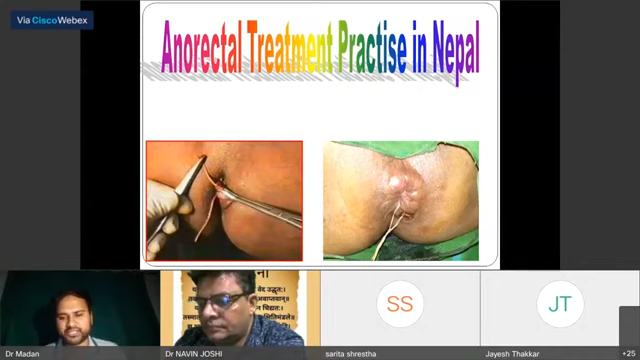 Via CiscoWebex
Anorectal Treatment Practise in Nepal
SS
JT
Dr Madan
Dr NAVIN JOSHI
sarita shrestha
Jayesh Thakkar
+25